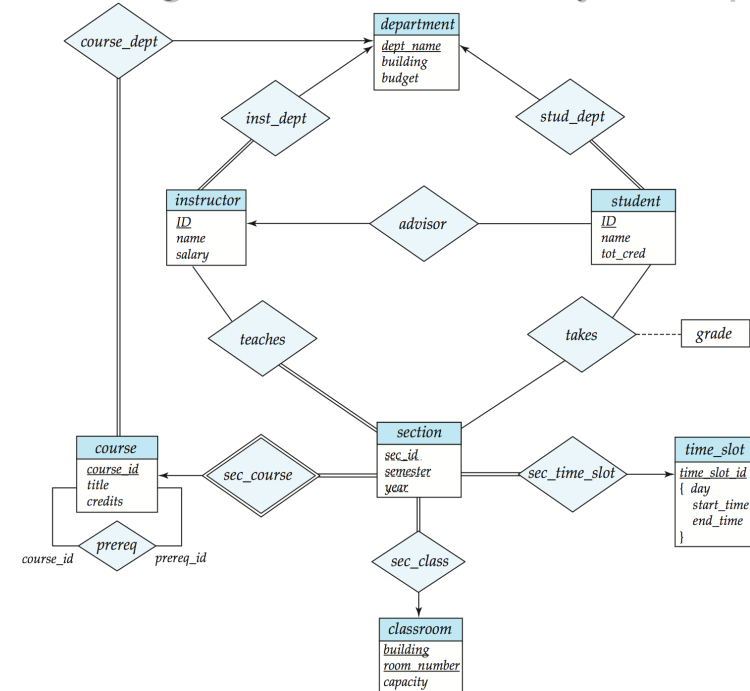 department
course_dept
dept_name
building
budget
inst_dept
stud_dept
instructor
ID
name
salary
advisor
student
ID
name
tot_cred
teaches
takes
grade
section
sec_id
semester
year
course
course_id
title
credits
sec_course
sec_time_slot
time_slot
time_slot_id
{ day
start_time
end_time
}
prereq
course_id
prereq_id
sec_class
classroom
building
room_number
capacity